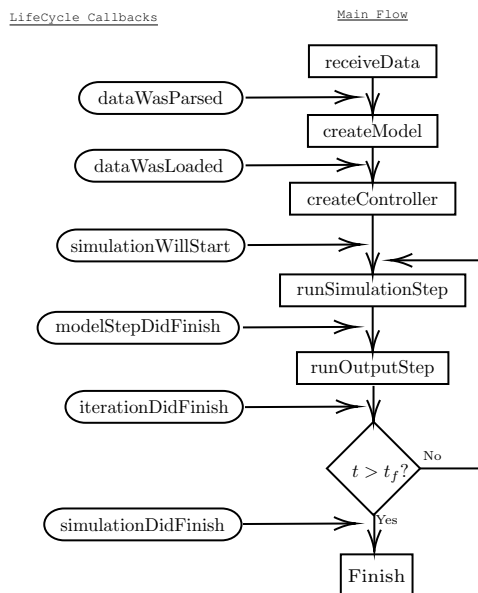 LifeCycle Callbacks
Main Flow
receiveData
dataWasParsed
createModel
dataWasLoaded
createController
simulationWillStart
runSimulationStep
modelStepDidFinish
runOutputStep
iterationDidFinish
No
t > t_f?
Yes
simulationDidFinish
Finish